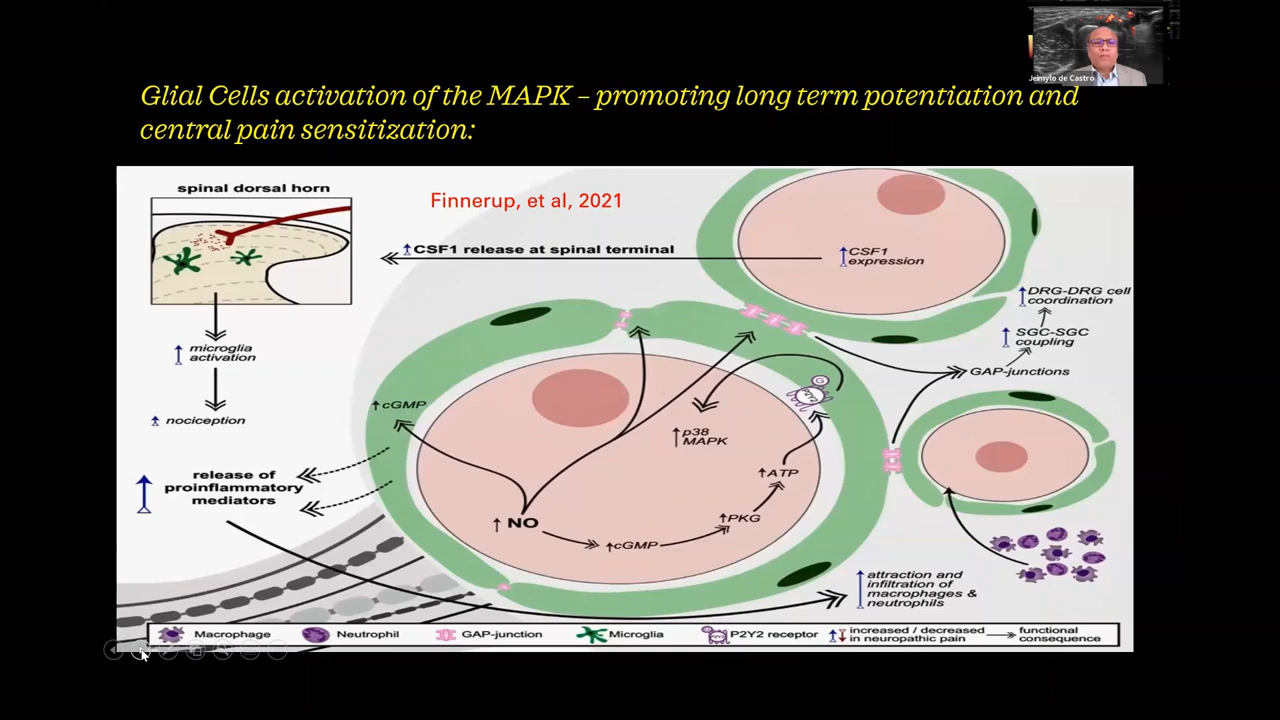 Jeimylo de Castro
Glial Cells activation of the MAPK – promoting long term potentiation and
central pain sensitization:
spinal dorsal horn
Finnerup, et al, 2021
CSF1 release at spinal terminal
CSF1
expression
DRG-DRG cell
coordination
SGC-SGC
coupling
GAP-junctions
microglia
activation
nociception
cGMP
P2Y2
G
p38
MAPK
ATP
PKG
NO
cGMP
release of
proinflammatory
mediators
attraction and
infiltration of
macrophages &
neutrophils
Macrophage
Neutrophil
GAP-junction
Microglia
P2Y2 receptor
increased / decreased
in neuropathic pain
functional
consequence